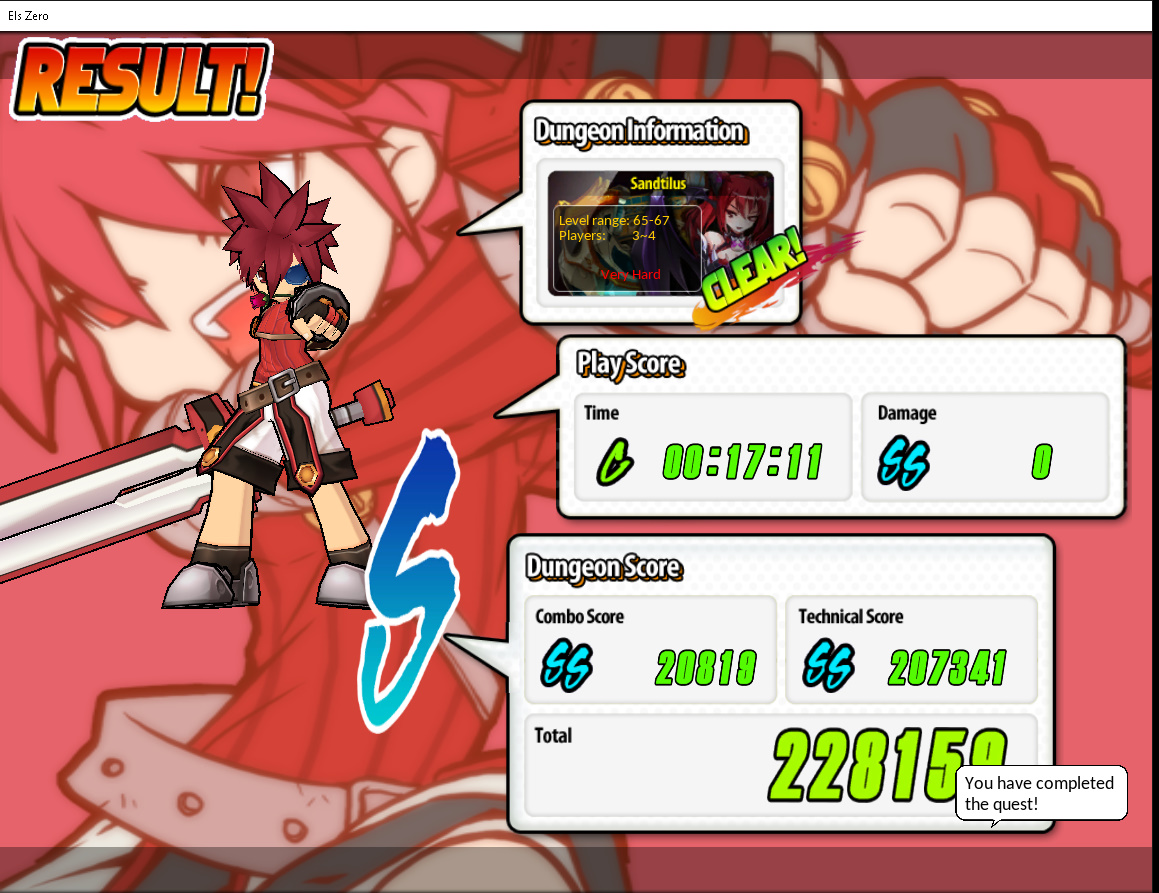 Els Zero
RESULT!
Dungeon Information
Sandtilus
Level range: 65-67
Players: 3~4
Very Hard
CLEAR!
Play Score
Time
Damage
C 00:17:11
SS 0
S
Dungeon Score
Combo Score
Technical Score
SS 20819
SS 207341
Total
228159
You have completed
the quest!